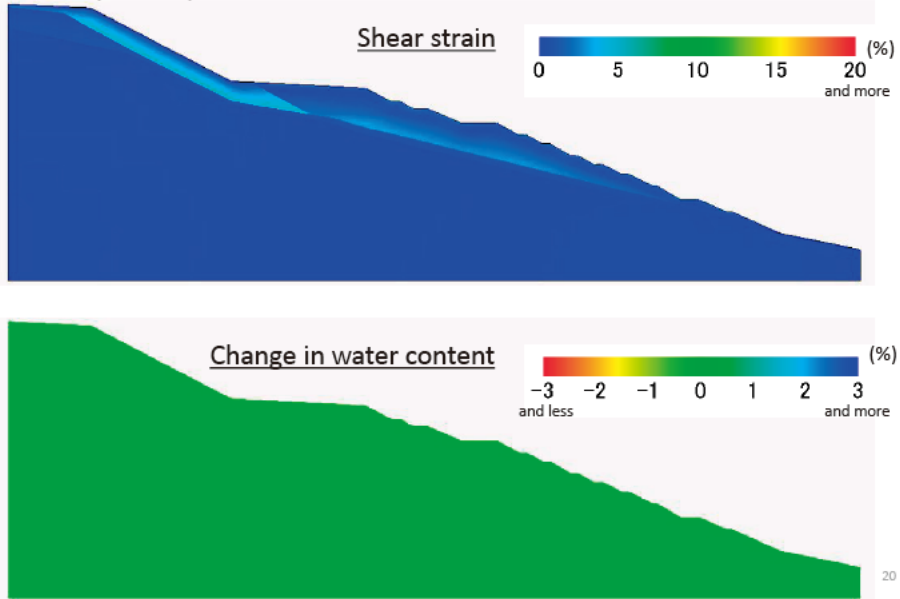 Shear strain
(%)
0 5 10 15 20
and more
Change in water content
(%)
−3 −2 −1 0 1 2 3
and less and more
20